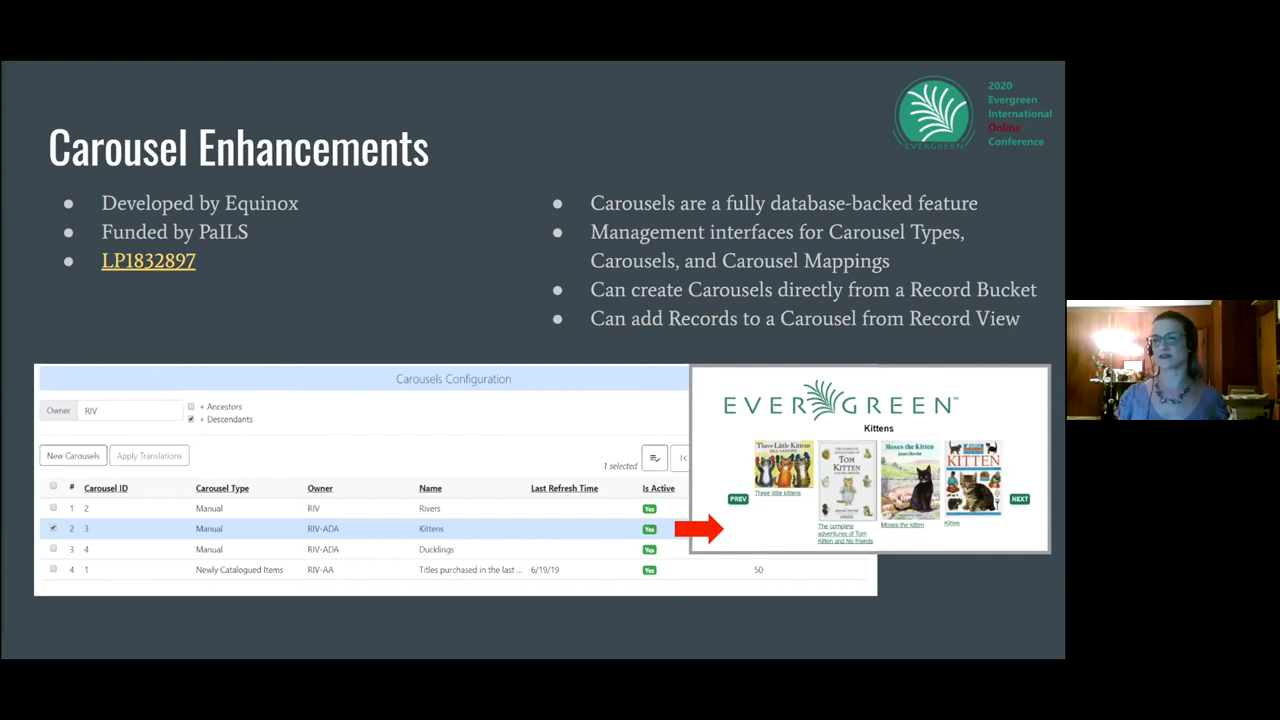 2020
Evergreen
International
Online
Conference
EVERGREEN
Carousel Enhancements
● Developed by Equinox
● Funded by PaILS
● LP1832897
● Carousels are a fully database-backed feature
● Management interfaces for Carousel Types,
Carousels, and Carousel Mappings
● Can create Carousels directly from a Record Bucket
● Can add Records to a Carousel from Record View
Carousels Configuration
Owner RIV + Ancestors
+ Descendants
New Carousels Apply Translations 1 selected
# Carousel ID Carousel Type Owner Name Last Refresh Time Is Active
1 2 Manual RIV Rivers Yes
2 3 Manual RIV-ADA Kittens Yes
3 4 Manual RIV-ADA Ducklings Yes
4 1 Newly Catalogued Items RIV-AA Titles purchased in the last ... 6/19/19 Yes 50
EVERGREEN™
Kittens
Three Little Kittens
TOM
KITTEN
Moses the Kitten
James Herriot
KITTEN
PREV
NEXT
Three little kittens
The complete
adventures of Tom
Kitten and his friends
Moses the kitten
Kitten